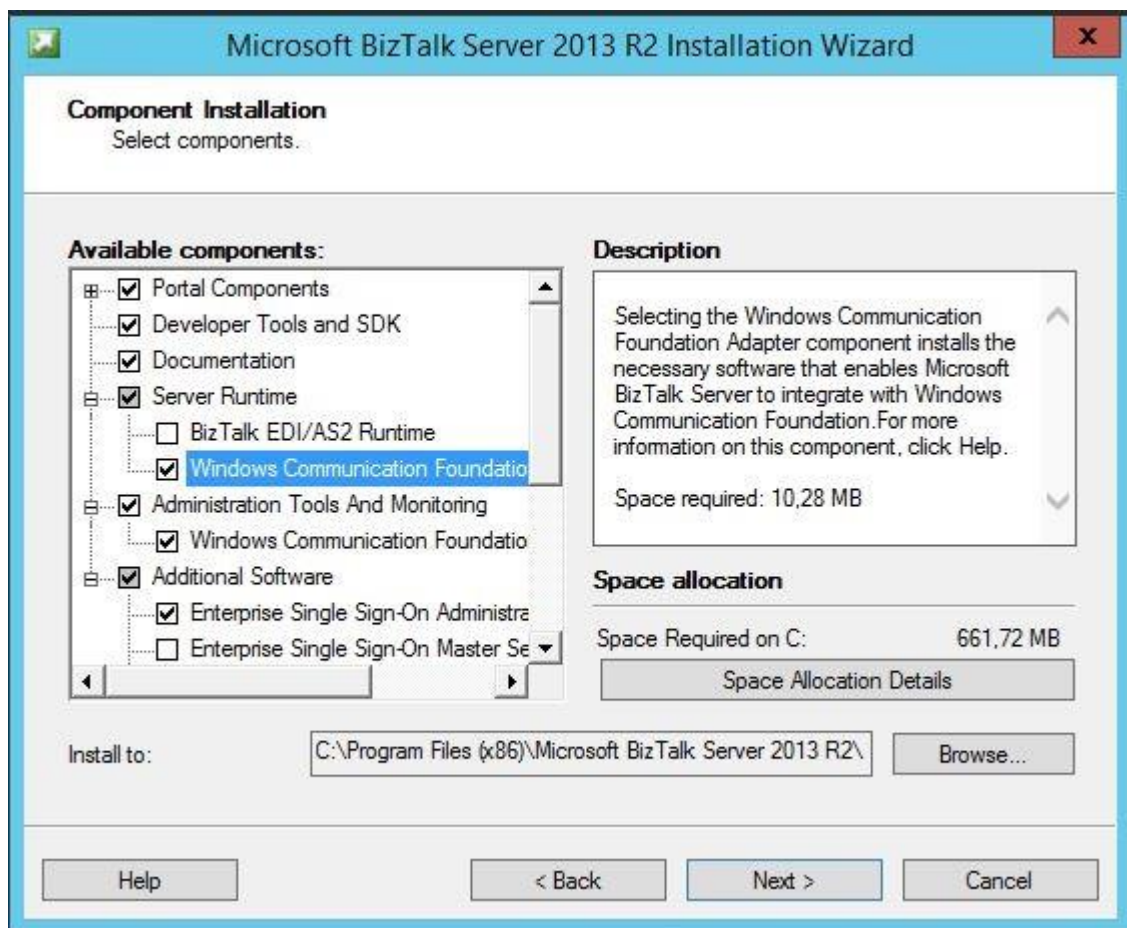 Microsoft BizTalk Server 2013 R2 Installation Wizard
x
Component Installation
Select components.
Available components:
Portal Components
Developer Tools and SDK
Documentation
Server Runtime
BizTalk EDI/AS2 Runtime
Windows Communication Foundatio
Administration Tools And Monitoring
Windows Communication Foundatio
Additional Software
Enterprise Single Sign-On Administra
Enterprise Single Sign-On Master Se
Description
Selecting the Windows Communication
Foundation Adapter component installs the
necessary software that enables Microsoft
BizTalk Server to integrate with Windows
Communication Foundation.For more
information on this component, click Help.
Space required: 10,28 MB
Space allocation
Space Required on C: 661,72 MB
Space Allocation Details
Install to: C:\Program Files (x86)\Microsoft BizTalk Server 2013 R2\ Browse...
Help < Back Next > Cancel